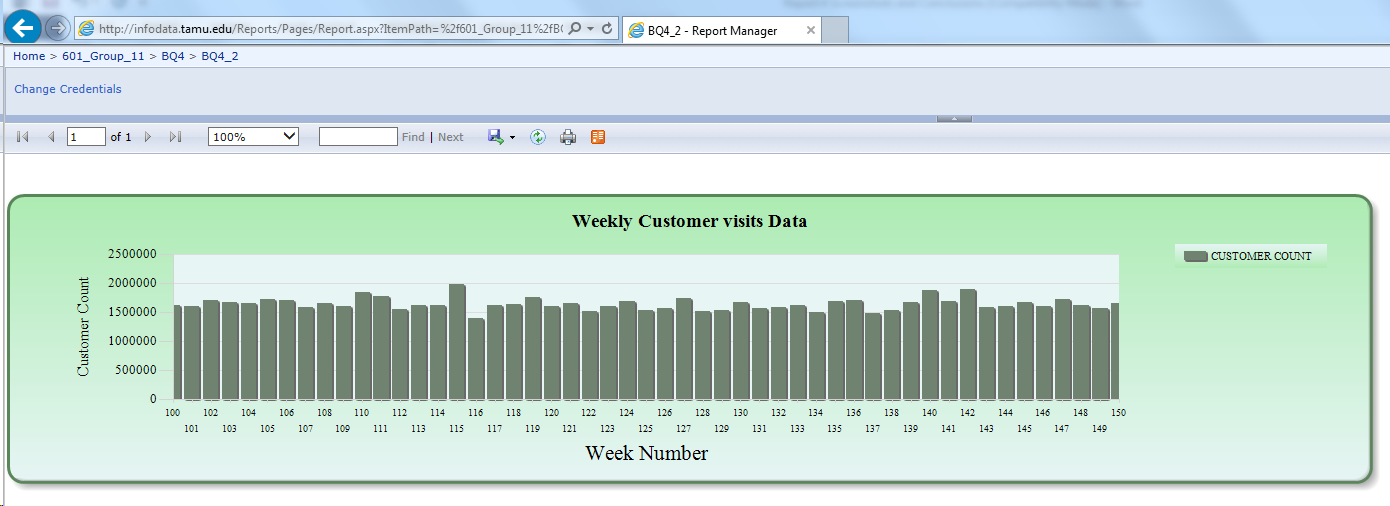 http://infodata.tamu.edu/Reports/Pages/Report.aspx?ItemPath=%2f601_Group_11%2fB
BQ4_2 - Report Manager
Home > 601_Group_11 > BQ4 > BQ4_2
Change Credentials
1 of 1 100% Find | Next
Weekly Customer visits Data
CUSTOMER COUNT
Customer Count
2500000
2000000
1500000
1000000
500000
0
100 102 104 106 108 110 112 114 116 118 120 122 124 126 128 130 132 134 136 138 140 142 144 146 148 150
101 103 105 107 109 111 113 115 117 119 121 123 125 127 129 131 133 135 137 139 141 143 145 147 149
Week Number